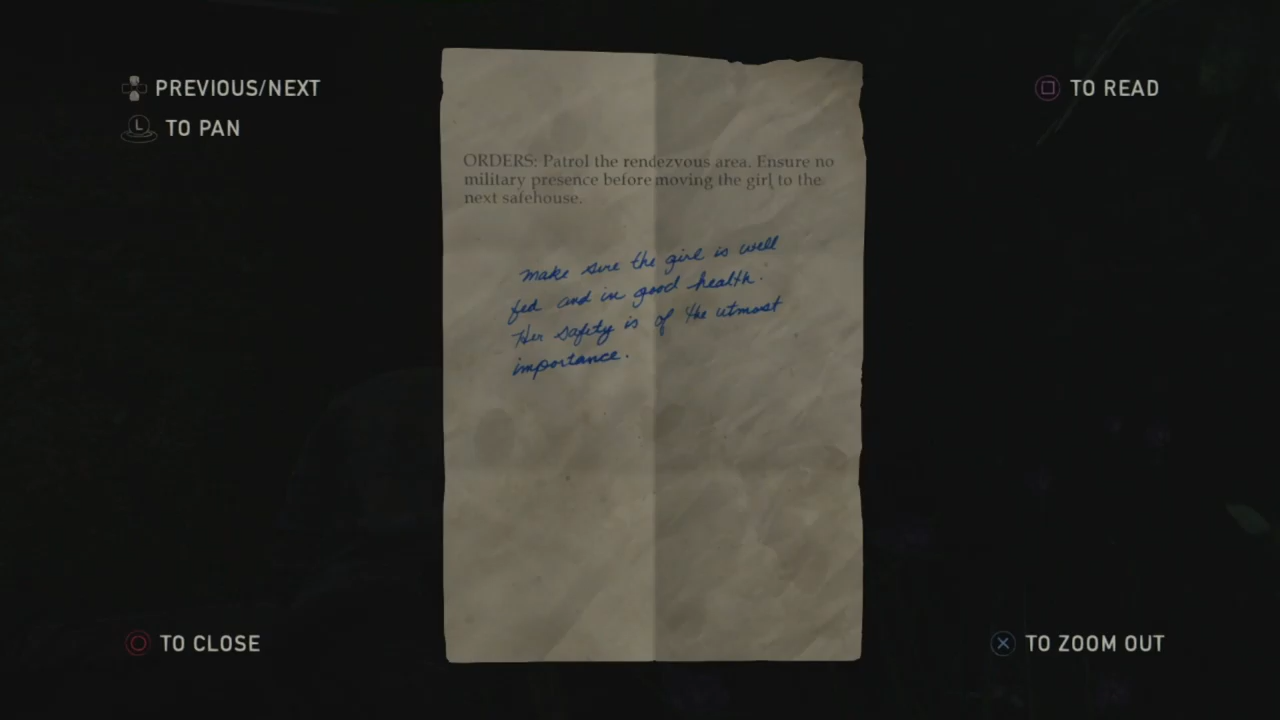 PREVIOUS/NEXT
L TO PAN
TO READ
ORDERS: Patrol the rendezvous area. Ensure no
military presence before moving the girl to the
next safehouse.
Make sure the girl is well
fed and in good health.
Her safety is of the utmost
importance.
TO CLOSE
TO ZOOM OUT